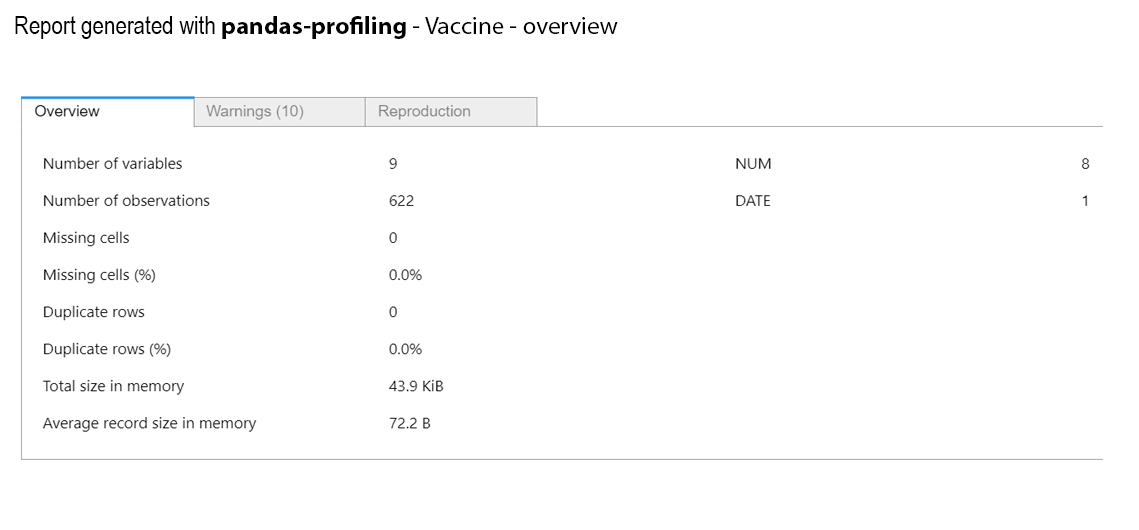 Report generated with pandas-profiling - Vaccine - overview
Overview Warnings (10) Reproduction
Number of variables 9 NUM 8
Number of observations 622 DATE 1
Missing cells 0
Missing cells (%) 0.0%
Duplicate rows 0
Duplicate rows (%) 0.0%
Total size in memory 43.9 KiB
Average record size in memory 72.2 B